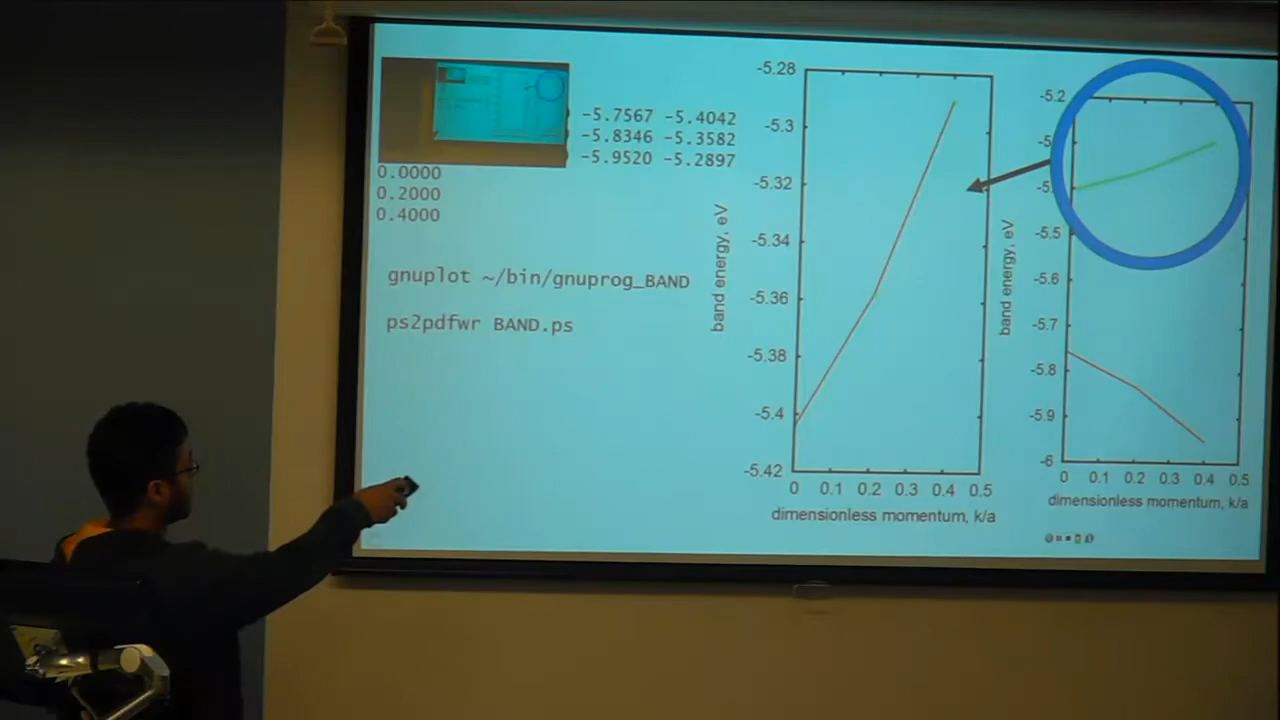 -5.7567 -5.4042
-5.8346 -5.3582
-5.9520 -5.2897
0.0000
0.2000
0.4000
gnuplot ~/bin/gnuprog_BAND
ps2pdfwr BAND.ps
-5.28
-5.3
-5.32
-5.34
-5.36
-5.38
-5.4
-5.42
band energy, eV
0 0.1 0.2 0.3 0.4 0.5
dimensionless momentum, k/a
-5.2
-5.5
-5.6
-5.7
-5.8
-5.9
-6
band energy, eV
0 0.1 0.2 0.3 0.4 0.5
dimensionless momentum, k/a